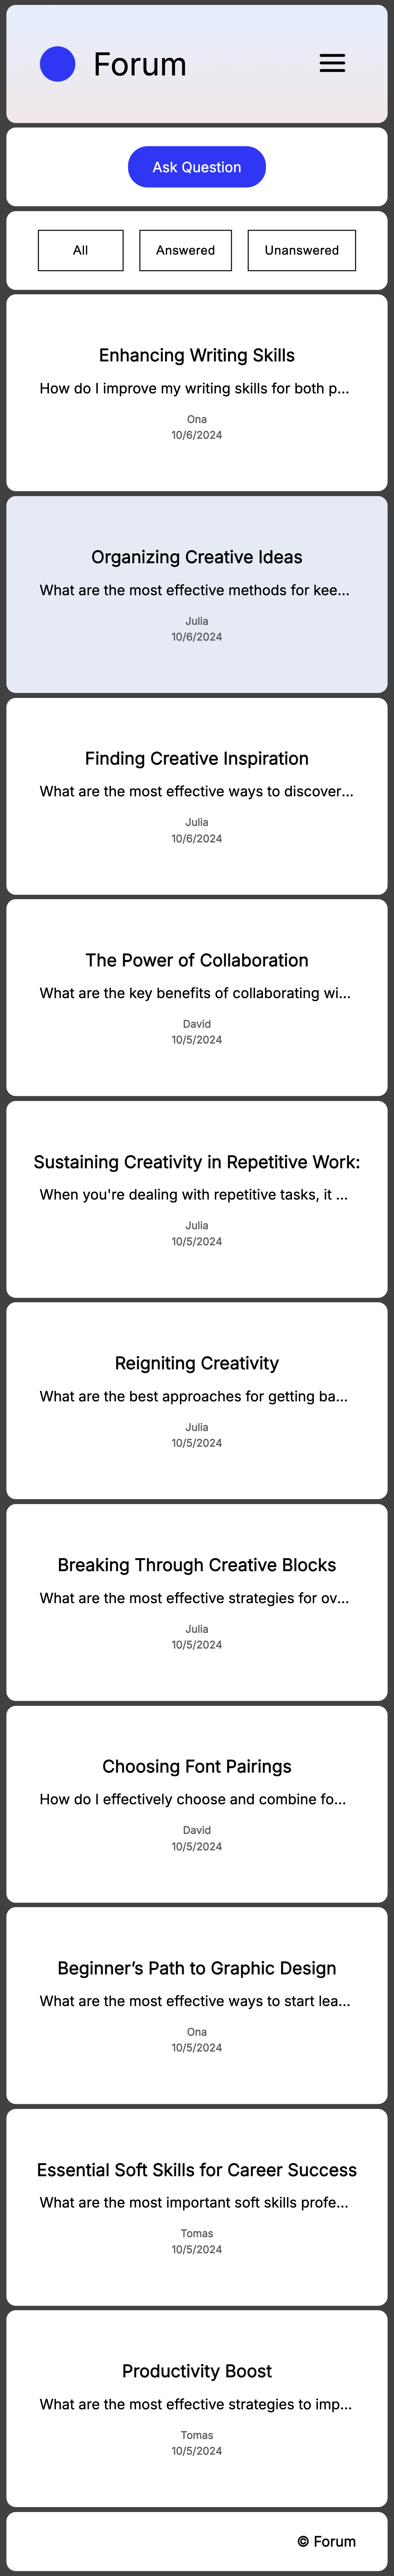 Forum
Ask Question
All
Answered
Unanswered
Enhancing Writing Skills
How do I improve my writing skills for both p...
Ona
10/6/2024
Organizing Creative Ideas
What are the most effective methods for kee...
Julia
10/6/2024
Finding Creative Inspiration
What are the most effective ways to discover...
Julia
10/6/2024
The Power of Collaboration
What are the key benefits of collaborating wi...
David
10/5/2024
Sustaining Creativity in Repetitive Work:
When you're dealing with repetitive tasks, it ...
Julia
10/5/2024
Reigniting Creativity
What are the best approaches for getting ba...
Julia
10/5/2024
Breaking Through Creative Blocks
What are the most effective strategies for ov...
Julia
10/5/2024
Choosing Font Pairings
How do I effectively choose and combine fo...
David
10/5/2024
Beginner’s Path to Graphic Design
What are the most effective ways to start lea...
Ona
10/5/2024
Essential Soft Skills for Career Success
What are the most important soft skills profe...
Tomas
10/5/2024
Productivity Boost
What are the most effective strategies to imp...
Tomas
10/5/2024
© Forum